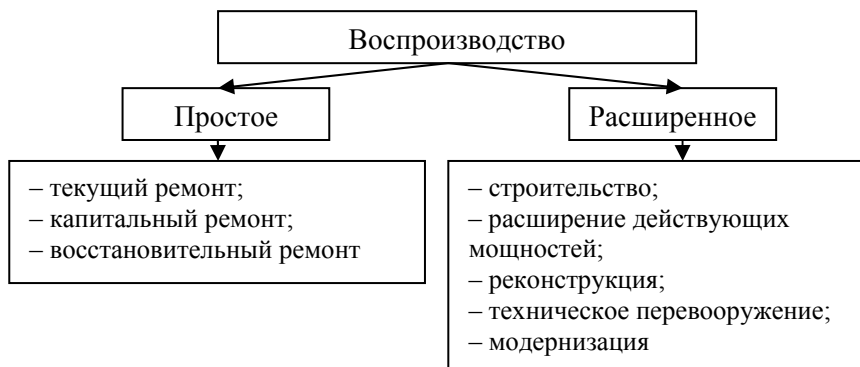 Воспроизводство
Простое
Расширенное
– текущий ремонт;
– капитальный ремонт;
– восстановительный ремонт
– строительство;
– расширение действующих
мощностей;
– реконструкция;
– техническое перевооружение;
– модернизация